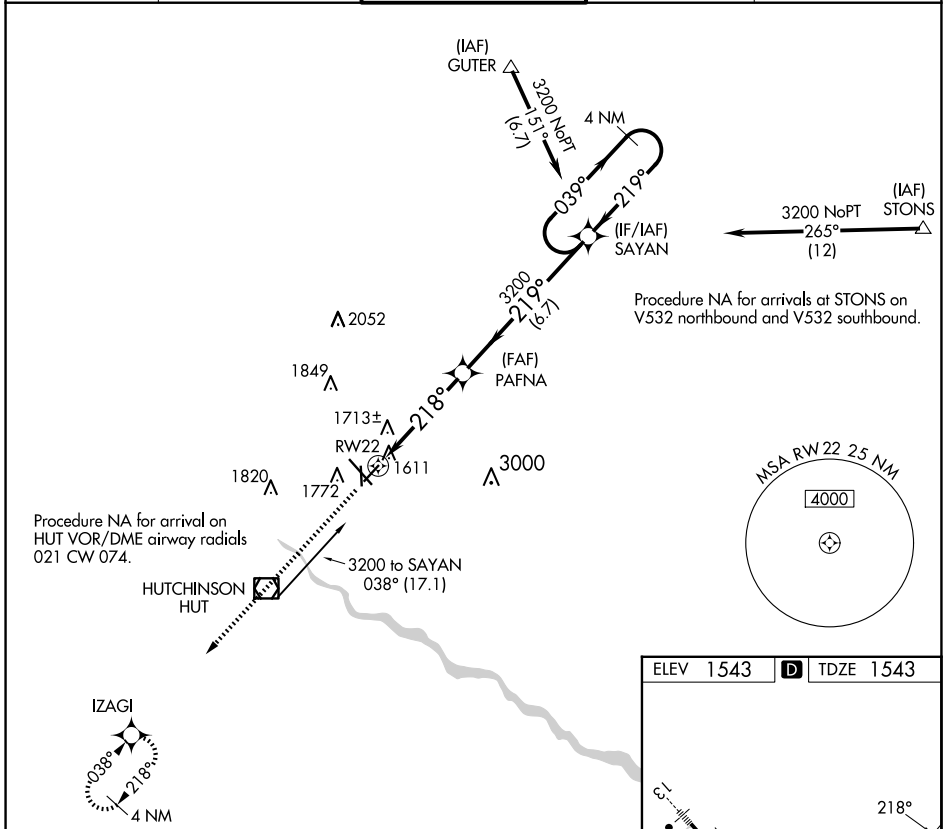 (IAF)
GUTER
3200 NoPT
151°
(6.7)
4 NM
039°
219°
(IAF)
STONS
3200 NoPT
265°
(12)
(IF/IAF)
SAYAN
Procedure NA for arrivals at STONS on
V532 northbound and V532 southbound.
3200
219°
(6.7)
2052
(FAF)
PAFNA
1849
218°
1713±
RW22
1611
3000
1820
1772
MSA RW 22 25 NM
4000
Procedure NA for arrival on
HUT VOR/DME airway radials
021 CW 074.
3200 to SAYAN
038° (17.1)
HUTCHINSON
HUT
ELEV 1543
D
TDZE 1543
IZAGI
038°
218°
4 NM
13
218°